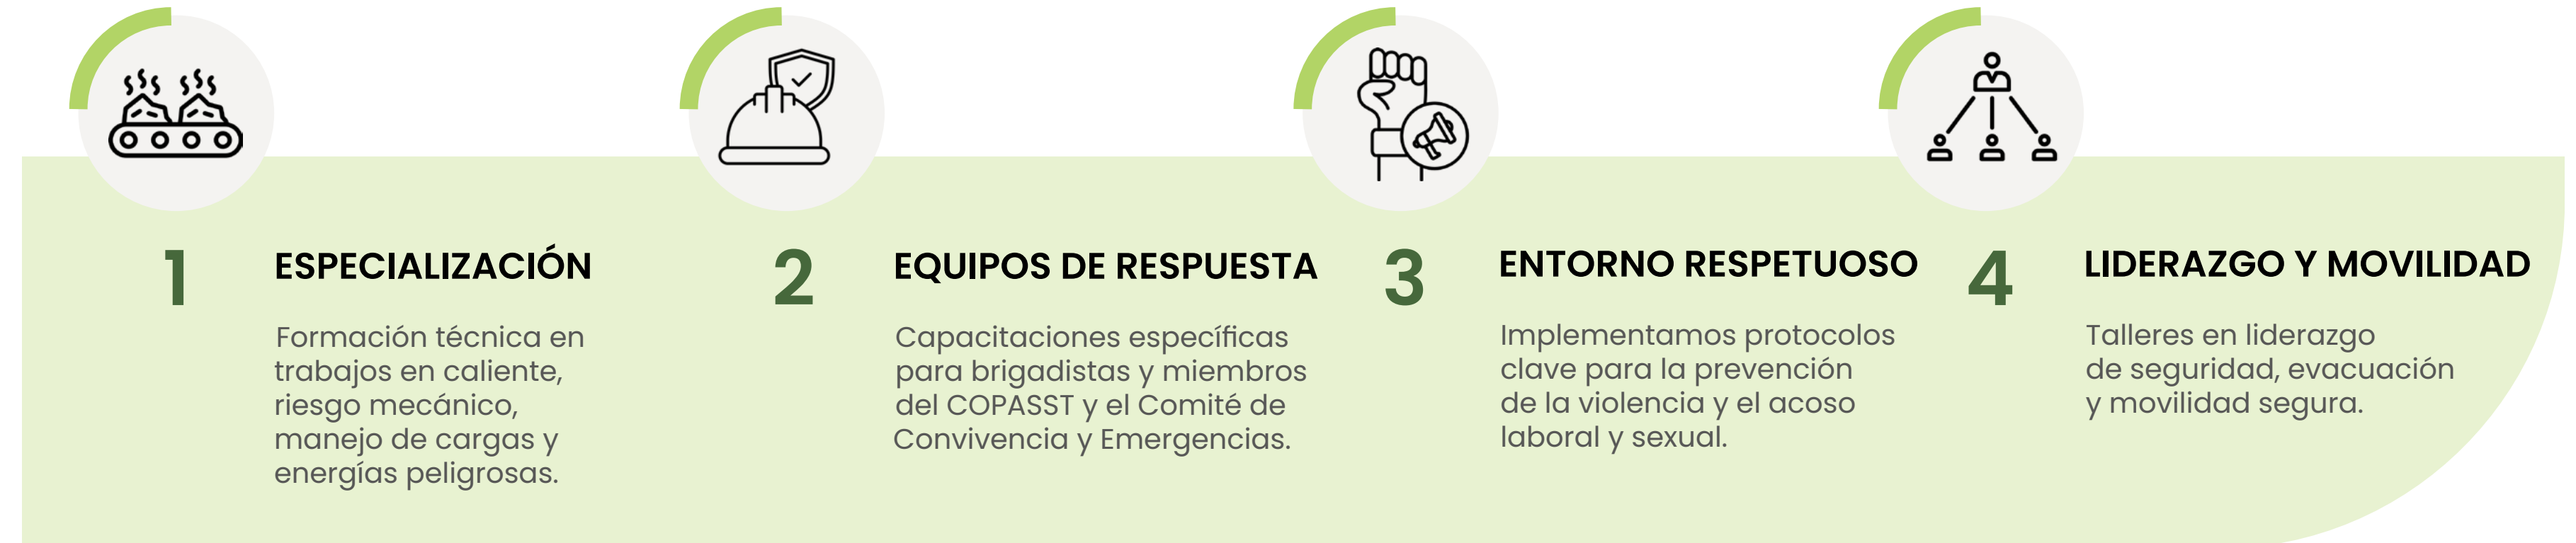 1
ESPECIALIZACIÓN
Formación técnica en
trabajos en caliente,
riesgo mecánico,
manejo de cargas y
energías peligrosas.
2
EQUIPOS DE RESPUESTA
Capacitaciones específicas
para brigadistas y miembros
del COPASST y el Comité de
Convivencia y Emergencias.
3
ENTORNO RESPETUOSO
Implementamos protocolos
clave para la prevención
de la violencia y el acoso
laboral y sexual.
4
LIDERAZGO Y MOVILIDAD
Talleres en liderazgo
de seguridad, evacuación
y movilidad segura.